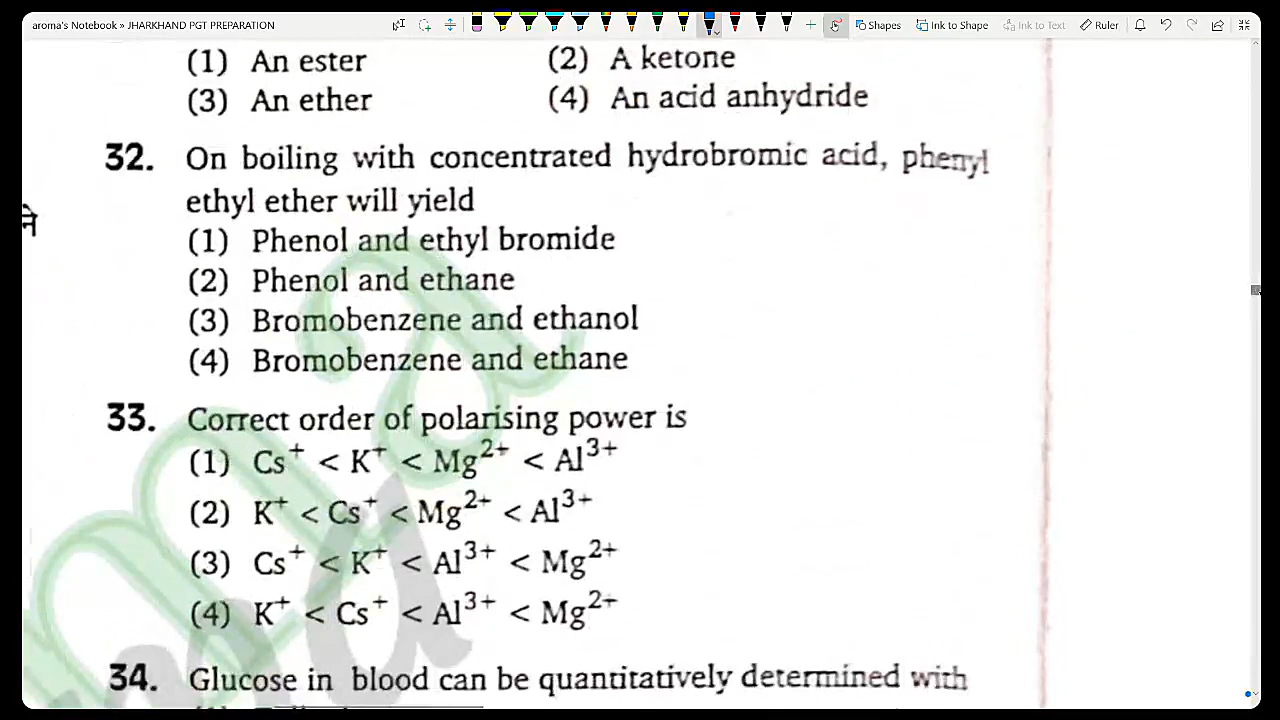 aroma's Notebook » JHARKHAND PGT PREPARATION
Shapes
Ink to Shape
Ink to Text
Ruler
(1) An ester (2) A ketone
(3) An ether (4) An acid anhydride
32. On boiling with concentrated hydrobromic acid, phenyl
ethyl ether will yield
(1) Phenol and ethyl bromide
(2) Phenol and ethane
(3) Bromobenzene and ethanol
(4) Bromobenzene and ethane
33. Correct order of polarising power is
(1) Cs⁺ < K⁺ < Mg²⁺ < Al³⁺
(2) K⁺ < Cs⁺ < Mg²⁺ < Al³⁺
(3) Cs⁺ < K⁺ < Al³⁺ < Mg²⁺
(4) K⁺ < Cs⁺ < Al³⁺ < Mg²⁺
34. Glucose in blood can be quantitatively determined with